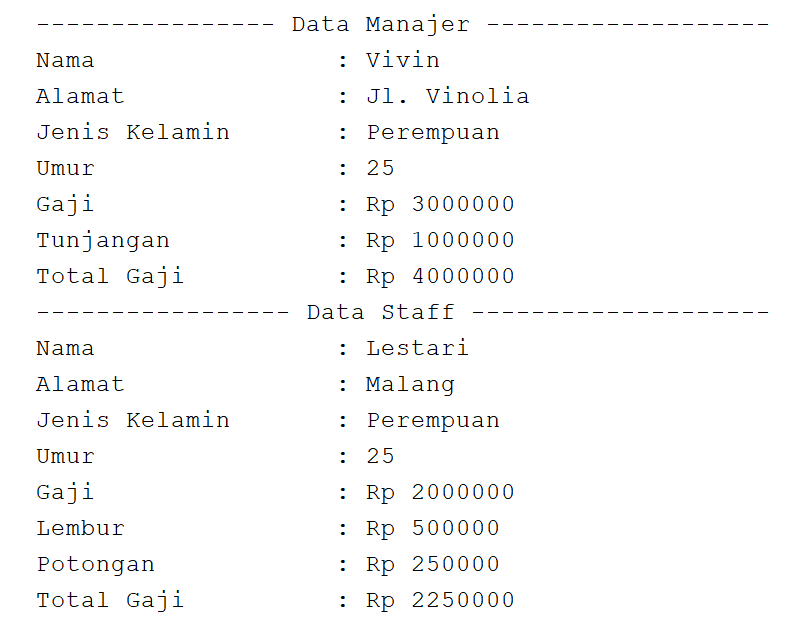 ---------------- Data Manajer -------------------
Nama                : Vivin
Alamat              : Jl. Vinolia
Jenis Kelamin       : Perempuan
Umur                : 25
Gaji                : Rp 3000000
Tunjangan           : Rp 1000000
Total Gaji          : Rp 4000000
----------------- Data Staff --------------------
Nama                : Lestari
Alamat              : Malang
Jenis Kelamin       : Perempuan
Umur                : 25
Gaji                : Rp 2000000
Lembur              : Rp 500000
Potongan            : Rp 250000
Total Gaji          : Rp 2250000